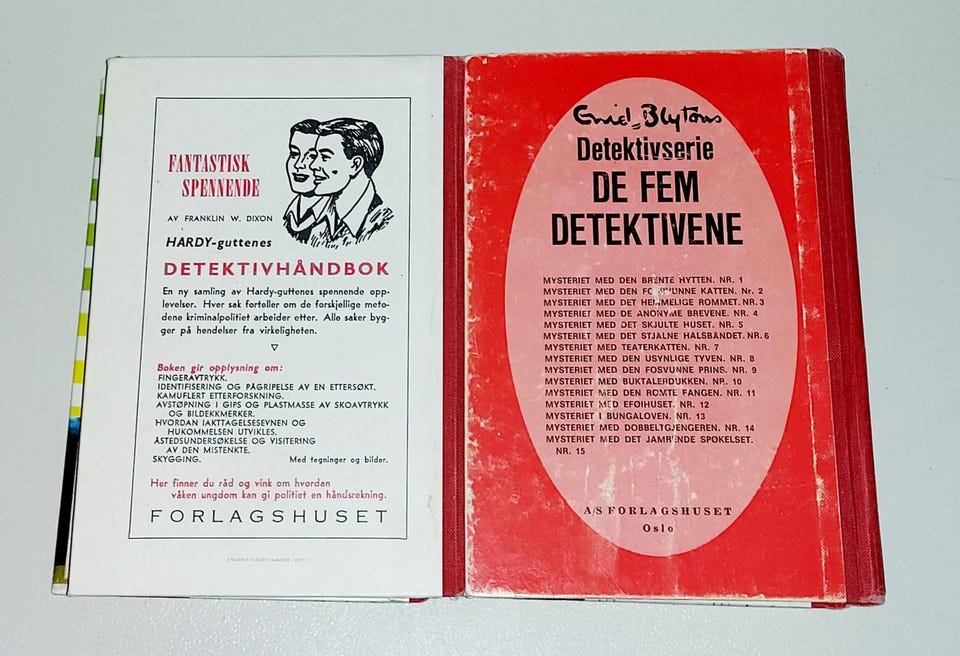 FANTASTISK
SPENNENDE
AV FRANKLIN W. DIXON
HARDY-guttenes
DETEKTIVHÅNDBOK
En ny samling av Hardy-guttenes spennende opp-
levelser. Hver sak forteller om de forskjellige meto-
dene kriminalpolitiet arbeider etter. Alle saker byg-
ger på hendelser fra virkeligheten.
Boken gir opplysning om:
FINGERAVTRYKK.
IDENTIFISERING OG PÅGRIPELSE AV EN ETTERSØKT.
KAMUFLERT ETTERFORSKNING.
AVSTØPNING I GIPS OG PLASTMASSE AV SKOAVTRYKK
OG BILDEKKMERKER.
HVORDAN IAKTTAGELSESEVNEN OG
HUKOMMELSEN UTVIKLES.
ÅSTEDSUNDERSØKELSE OG VISITERING
AV DEN MISTENKTE.
SKYGGING. Med tegninger og bilder.
Her finner du råd og vink om hvordan
våken ungdom kan gi politiet en håndsrekning.
FORLAGSHUSET
Enid Blytons
Detektivserie
DE FEM
DETEKTIVENE
MYSTERIET MED DEN BRENTE HYTTEN. NR. 1
MYSTERIET MED DEN FORSVUNNE KATTEN. Nr. 2
MYSTERIET MED DET HEMMELIGE ROMMET. NR. 3
MYSTERIET MED DE ANONYME BREVENE. NR. 4
MYSTERIET MED DET SKJULTE HUSET. NR. 5
MYSTERIET MED DET STJÅLNE HALSBÅNDET. NR. 6
MYSTERIET MED TEATERKATTEN. NR. 7
MYSTERIET MED DEN USYNLIGE TYVEN. NR. 8
MYSTERIET MED DEN FOSVUNNE PRINS. NR. 9
MYSTERIET MED BUKTALERDUKKEN. NR. 10
MYSTERIET MED DEN ROMTE FANGEN. NR. 11
MYSTERIET MED EFØIHUSET. NR. 12
MYSTERIET I BUNGALOVEN. NR. 13
MYSTERIET MED DOBBELTGJENGEREN. NR. 14
MYSTERIET MED DET JAMRENDE SPØKELSET.
NR. 15
A/S FORLAGSHUSET
Oslo